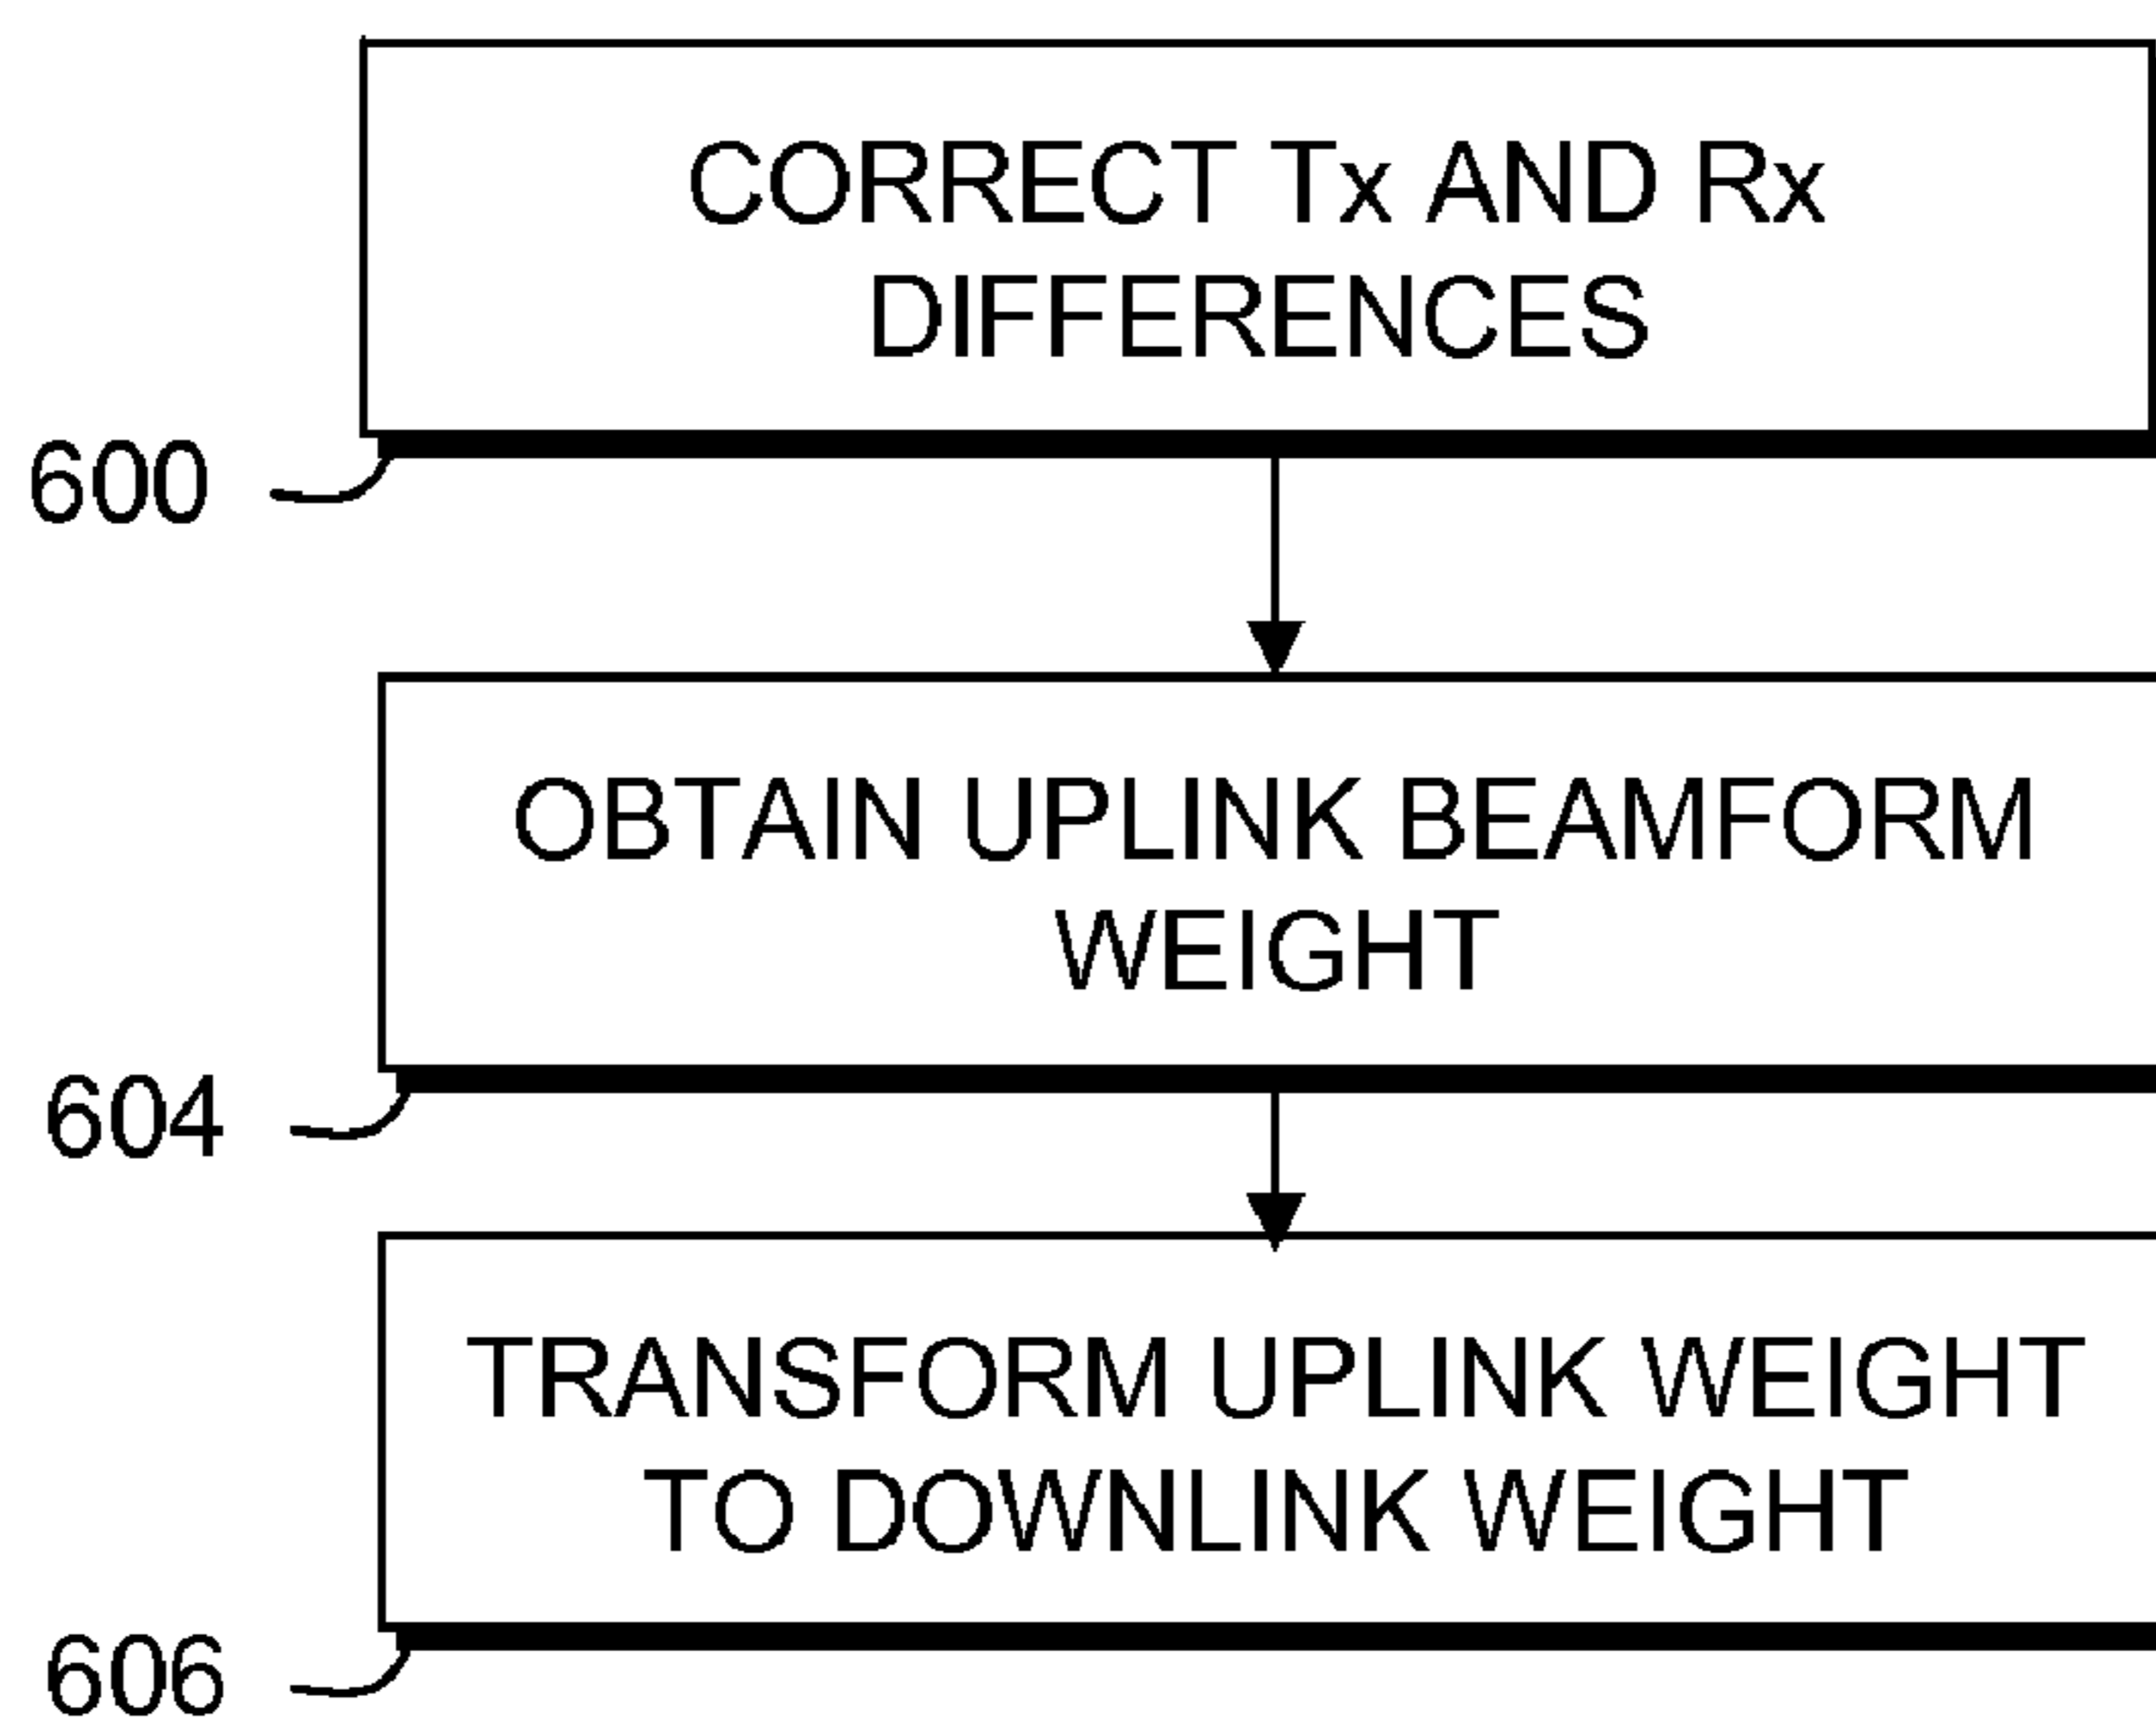 CORRECT Tx AND Rx
DIFFERENCES
600
OBTAIN UPLINK BEAMFORM
WEIGHT
604
TRANSFORM UPLINK WEIGHT
TO DOWNLINK WEIGHT
606